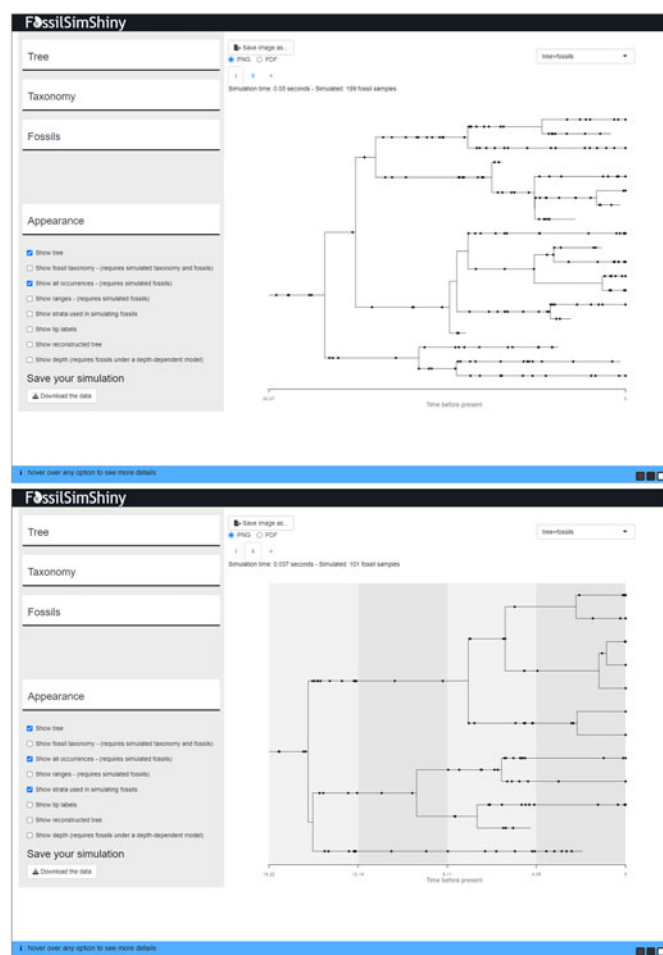 FossilSimShiny
Tree
Taxonomy
Fossils
Appearance
Show tree
Show fossil taxonomy - (requires simulated taxonomy and fossils)
Show all occurrences - (requires simulated fossils)
Show ranges - (requires simulated fossils)
Show strata used in simulating fossils
Show tip labels
Show reconstructed tree
Show depth (requires fossils under a depth-dependent model)
Save your simulation
Download the data
Save image as...
PNG PDF
tree+fossils
Simulation time: 0.05 seconds - Simulated: 199 fossil samples
0
Time before present
i : hover over any option to see more details
FossilSimShiny
Tree
Taxonomy
Fossils
Appearance
Show tree
Show fossil taxonomy - (requires simulated taxonomy and fossils)
Show all occurrences - (requires simulated fossils)
Show ranges - (requires simulated fossils)
Show strata used in simulating fossils
Show tip labels
Show reconstructed tree
Show depth (requires fossils under a depth-dependent model)
Save your simulation
Download the data
Save image as...
PNG PDF
tree+fossils
Simulation time: 0.037 seconds - Simulated: 101 fossil samples
0
Time before present
i : hover over any option to see more details